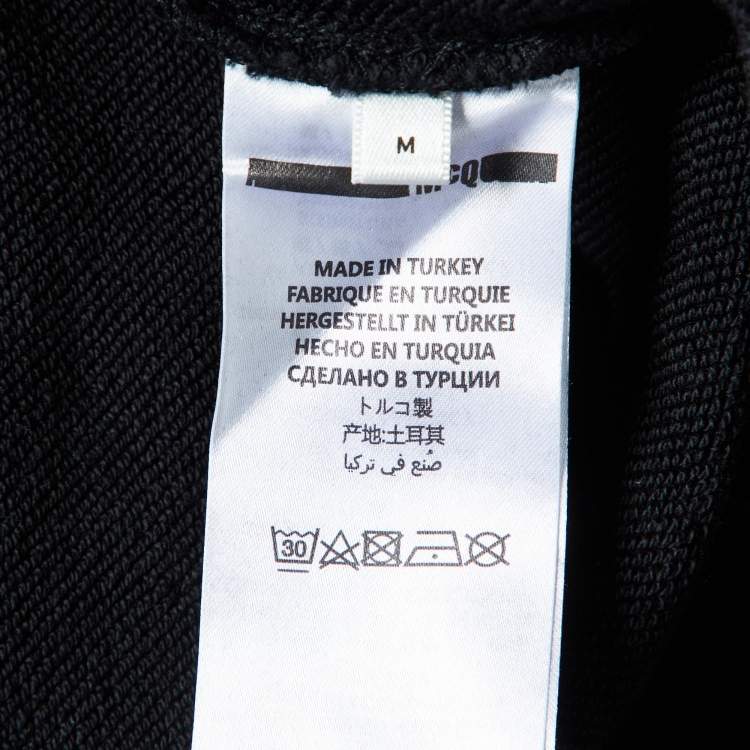 M
MCQ
MADE IN TURKEY
FABRIQUE EN TURQUIE
HERGESTELLT IN TÜRKEI
HECHO EN TURQUIA
СДЕЛАНО В ТУРЦИИ
トルコ製
产地:土耳其
صُنع في تركيا
30